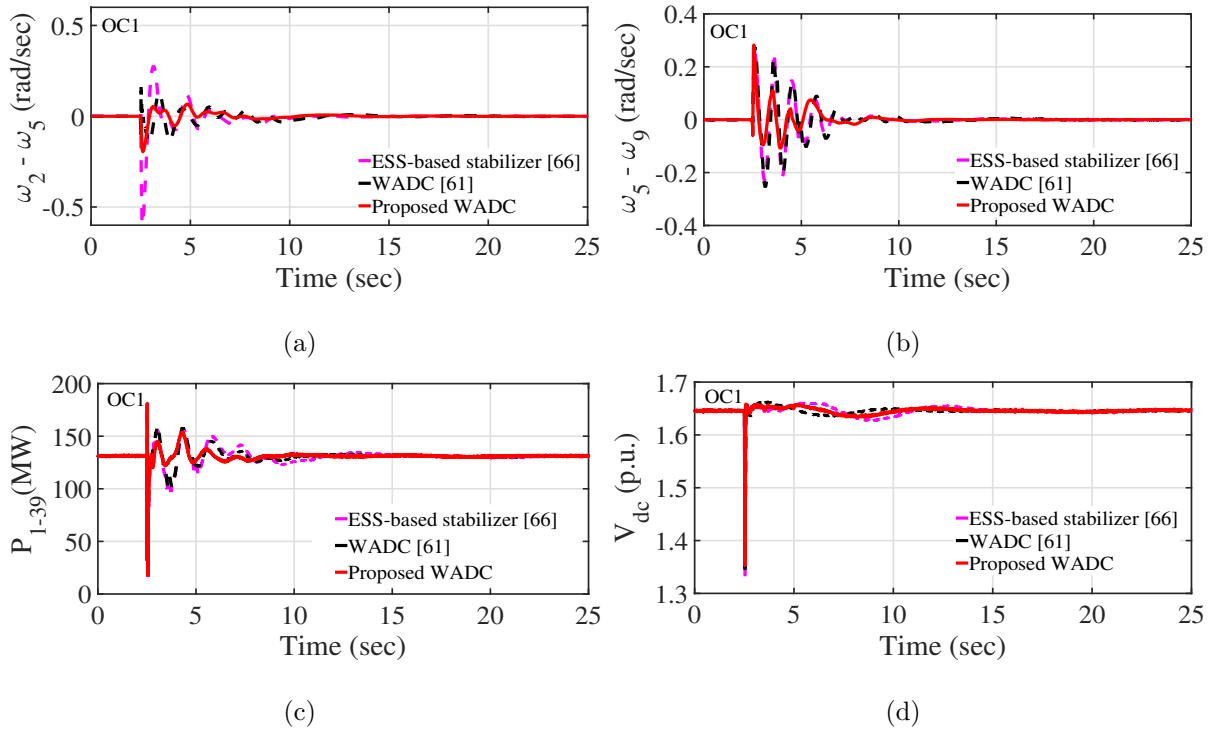 OC1
0.5
0
-0.5
ω2 - ω5 (rad/sec)
ESS-based stabilizer [66]
WADC [61]
Proposed WADC
0 5 10 15 20 25
Time (sec)
(a)
OC1
0.4
0.2
0
-0.2
-0.4
ω5 - ω9 (rad/sec)
ESS-based stabilizer [66]
WADC [61]
Proposed WADC
0 5 10 15 20 25
Time (sec)
(b)
OC1
200
150
100
50
0
P1-39(MW)
ESS-based stabilizer [66]
WADC [61]
Proposed WADC
0 5 10 15 20 25
Time (sec)
(c)
OC1
1.7
1.6
1.5
1.4
1.3
Vdc (p.u.)
ESS-based stabilizer [66]
WADC [61]
Proposed WADC
0 5 10 15 20 25
Time (sec)
(d)